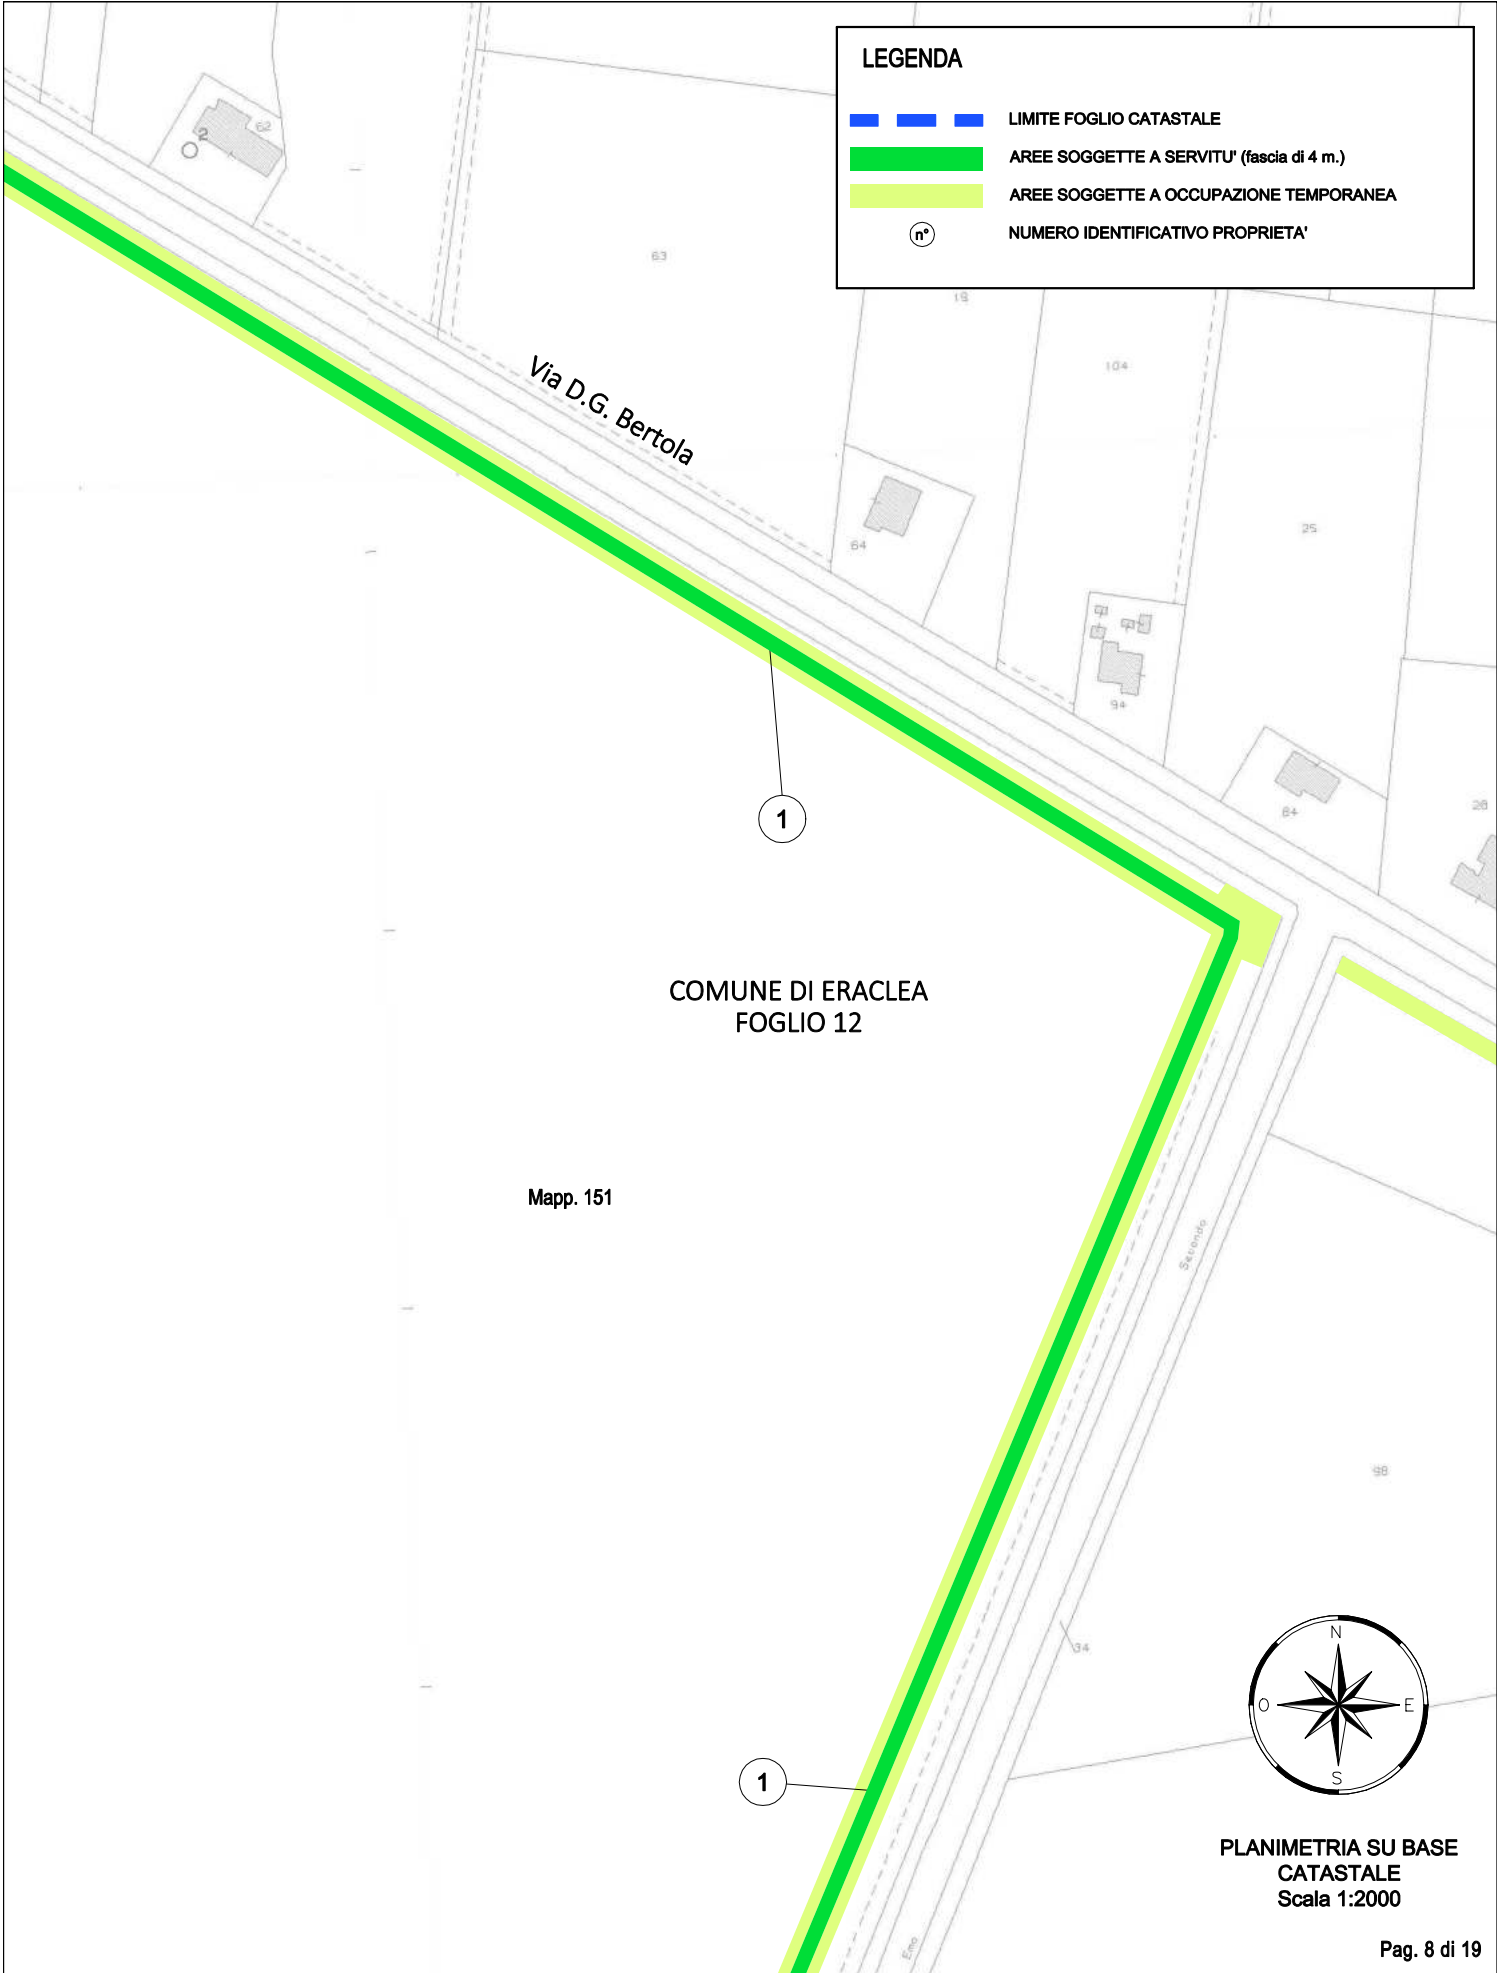 LEGENDA
LIMITE FOGLIO CATASTALE
AREE SOGGETTE A SERVITU' (fascia di 4 m.)
AREE SOGGETTE A OCCUPAZIONE TEMPORANEA
n°
NUMERO IDENTIFICATIVO PROPRIETA'
2
62
63
104
Via D.G. Bertola
64
25
94
84
28
1
COMUNE DI ERACLEA
FOGLIO 12
Mapp. 151
98
34
N
O
E
S
1
PLANIMETRIA SU BASE
CATASTALE
Scala 1:2000
Emo
Pag. 8 di 19